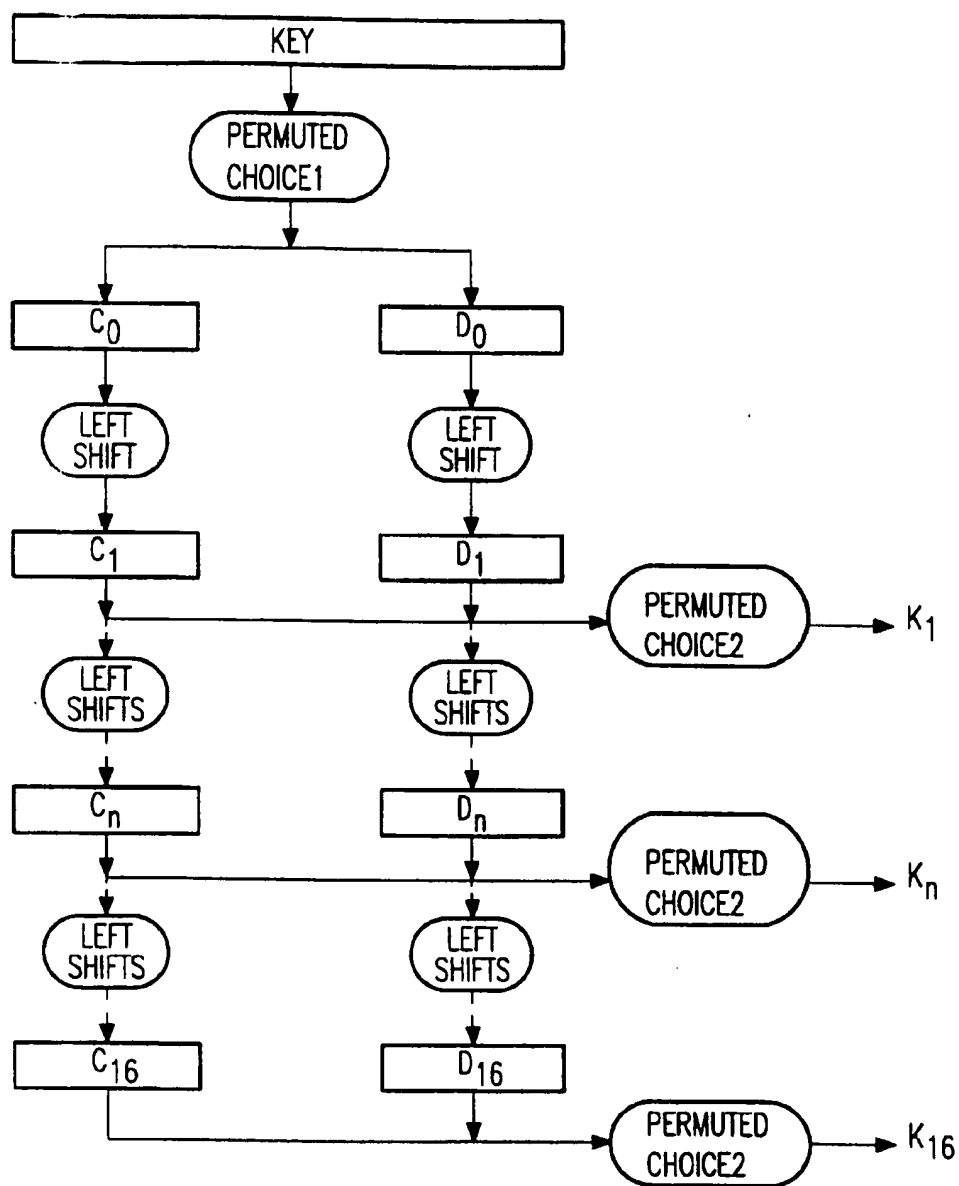 KEY
PERMUTED
CHOICE1
C₀
D₀
LEFT
SHIFT
LEFT
SHIFT
C₁
D₁
PERMUTED
CHOICE2
K₁
LEFT
SHIFTS
LEFT
SHIFTS
Cₙ
Dₙ
PERMUTED
CHOICE2
Kₙ
LEFT
SHIFTS
LEFT
SHIFTS
C₁₆
D₁₆
PERMUTED
CHOICE2
K₁₆